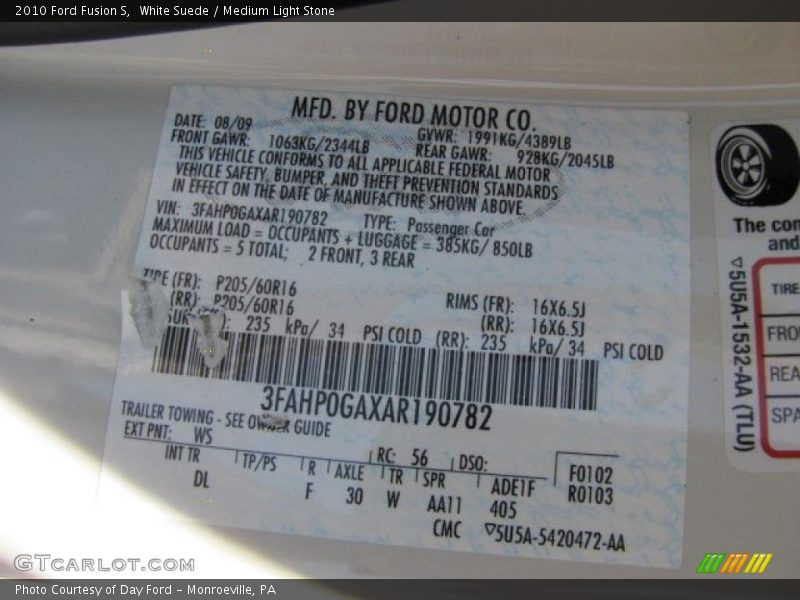 2010 Ford Fusion S,  White Suede / Medium Light Stone
MFD. BY FORD MOTOR CO.
DATE: 08/09   GVWR: 1991KG/4389LB
FRONT GAWR: 1063KG/2344LB   REAR GAWR: 928KG/2045LB
THIS VEHICLE CONFORMS TO ALL APPLICABLE FEDERAL MOTOR
VEHICLE SAFETY, BUMPER, AND THEFT PREVENTION STANDARDS
IN EFFECT ON THE DATE OF MANUFACTURE SHOWN ABOVE
VIN: 3FAHP0GAXAR190782   TYPE: Passenger Car
MAXIMUM LOAD = OCCUPANTS + LUGGAGE = 385KG/ 850LB
OCCUPANTS = 5 TOTAL;  2 FRONT, 3 REAR
(FR): P205/60R16   RIMS (FR): 16X6.5J
(RR): P205/60R16   (RR): 16X6.5J
235 kPa/ 34 PSI COLD (RR): 235 kPa/ 34 PSI COLD
3FAHP0GAXAR190782
TRAILER TOWING - SEE OWNER GUIDE
EXT PNT: WS   RC: 56   DSO:
INT TR   TP/PS   R   AXLE   TR   SPR   ADE1F   F0102
DL   F   30   W   AA11   405   R0103
CMC ▽5U5A-5420472-AA
The
and
▽5U5A-1532-AA (TLU)
TIRE
GTCARLOT.COM
Photo Courtesy of Day Ford – Monroeville, PA